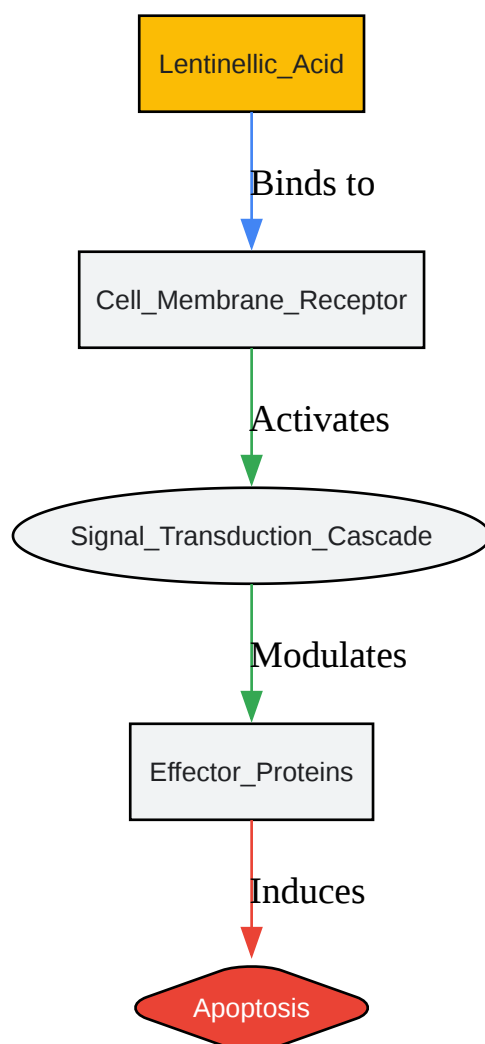 Lentinellic_Acid
Binds to
Cell_Membrane_Receptor
Activates
Signal_Transduction_Cascade
Modulates
Effector_Proteins
Induces
Apoptosis